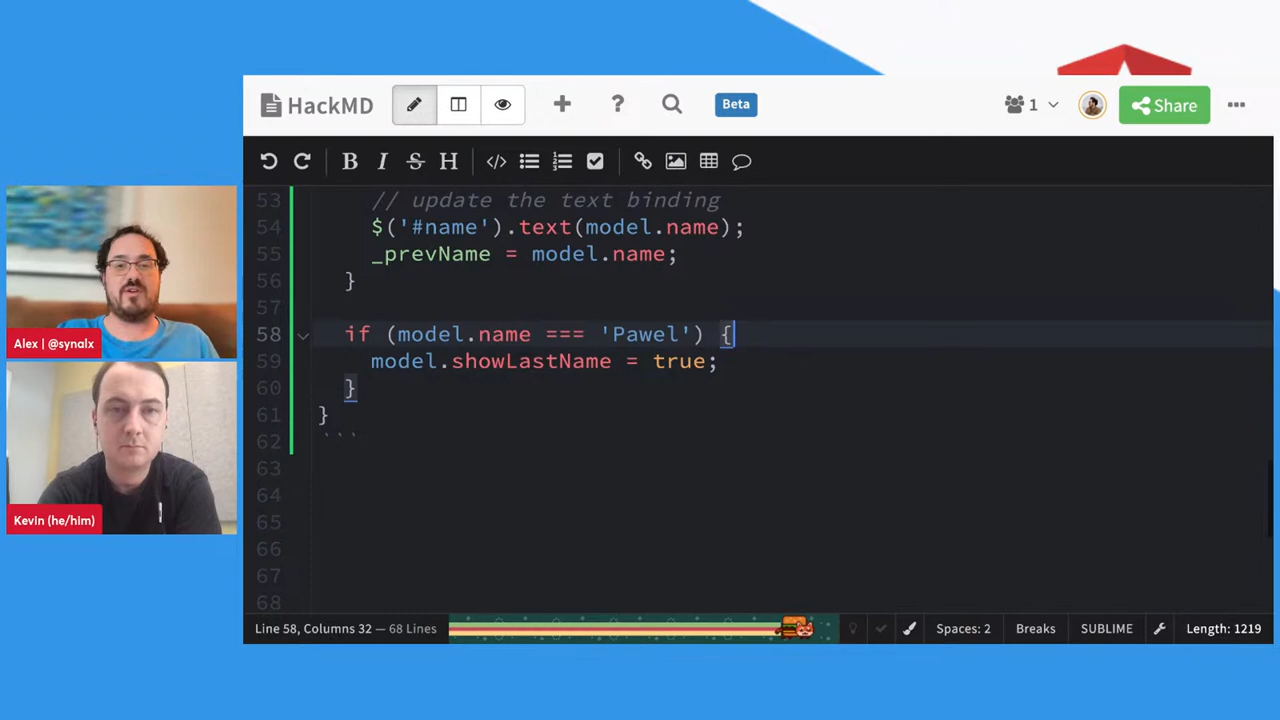 HackMD
Beta
1
Share
B I S H
53 // update the text binding
54 $('#name').text(model.name);
55 _prevName = model.name;
56 }
57
58 if (model.name === 'Pawel') {
59 model.showLastName = true;
60 }
61 }
62 ```
63
64
65
66
67
68
Alex | @synalx
Kevin (he/him)
Line 58, Columns 32 — 68 Lines
Spaces: 2
Breaks
SUBLIME
Length: 1219